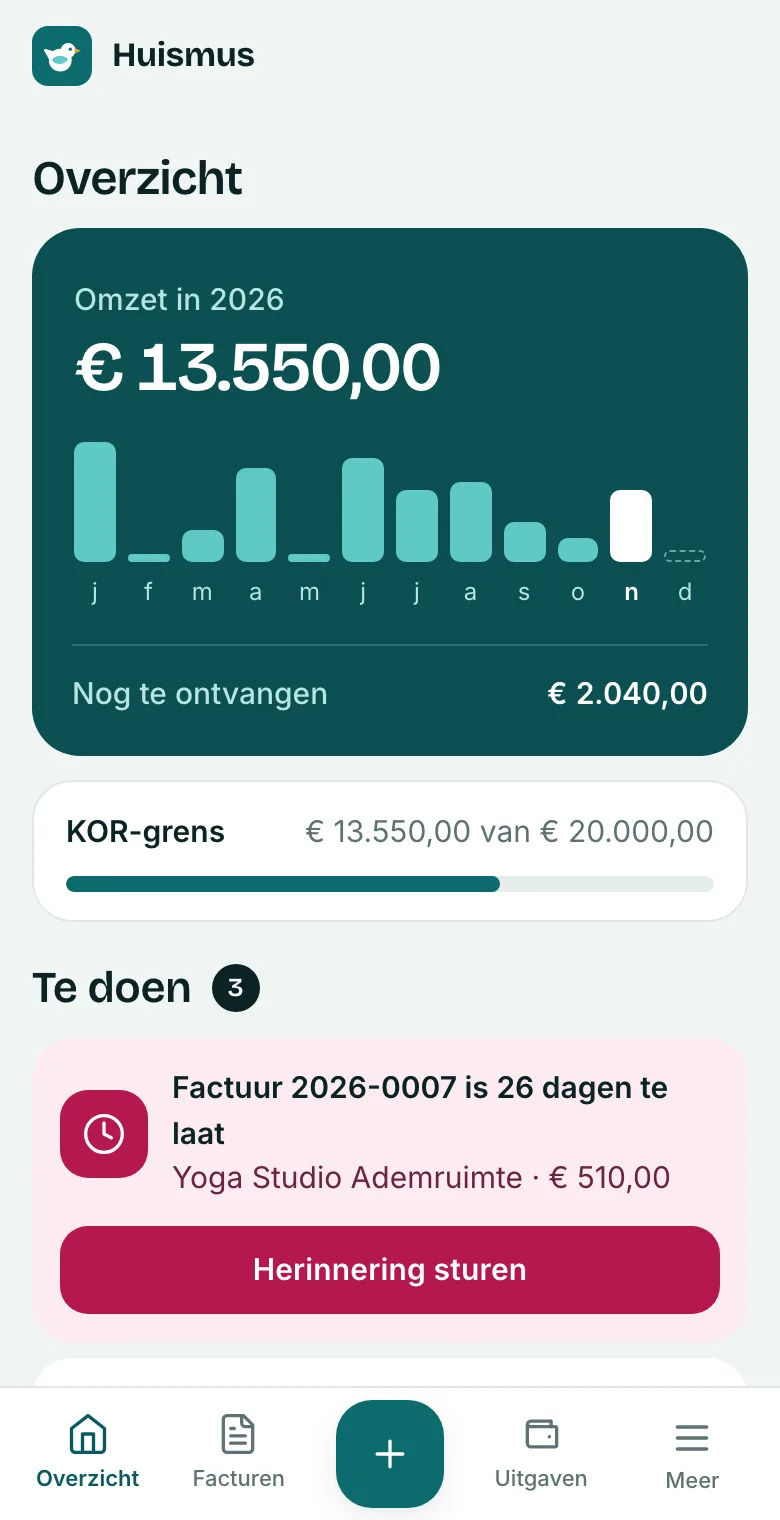 Huismus
Overzicht
Omzet in 2026
€ 13.550,00
j f m a m j j a s o n d
Nog te ontvangen € 2.040,00
KOR-grens € 13.550,00 van € 20.000,00
Te doen 3
Factuur 2026-0007 is 26 dagen te
laat
Yoga Studio Ademruimte · € 510,00
Herinnering sturen
Overzicht Facturen Uitgaven Meer